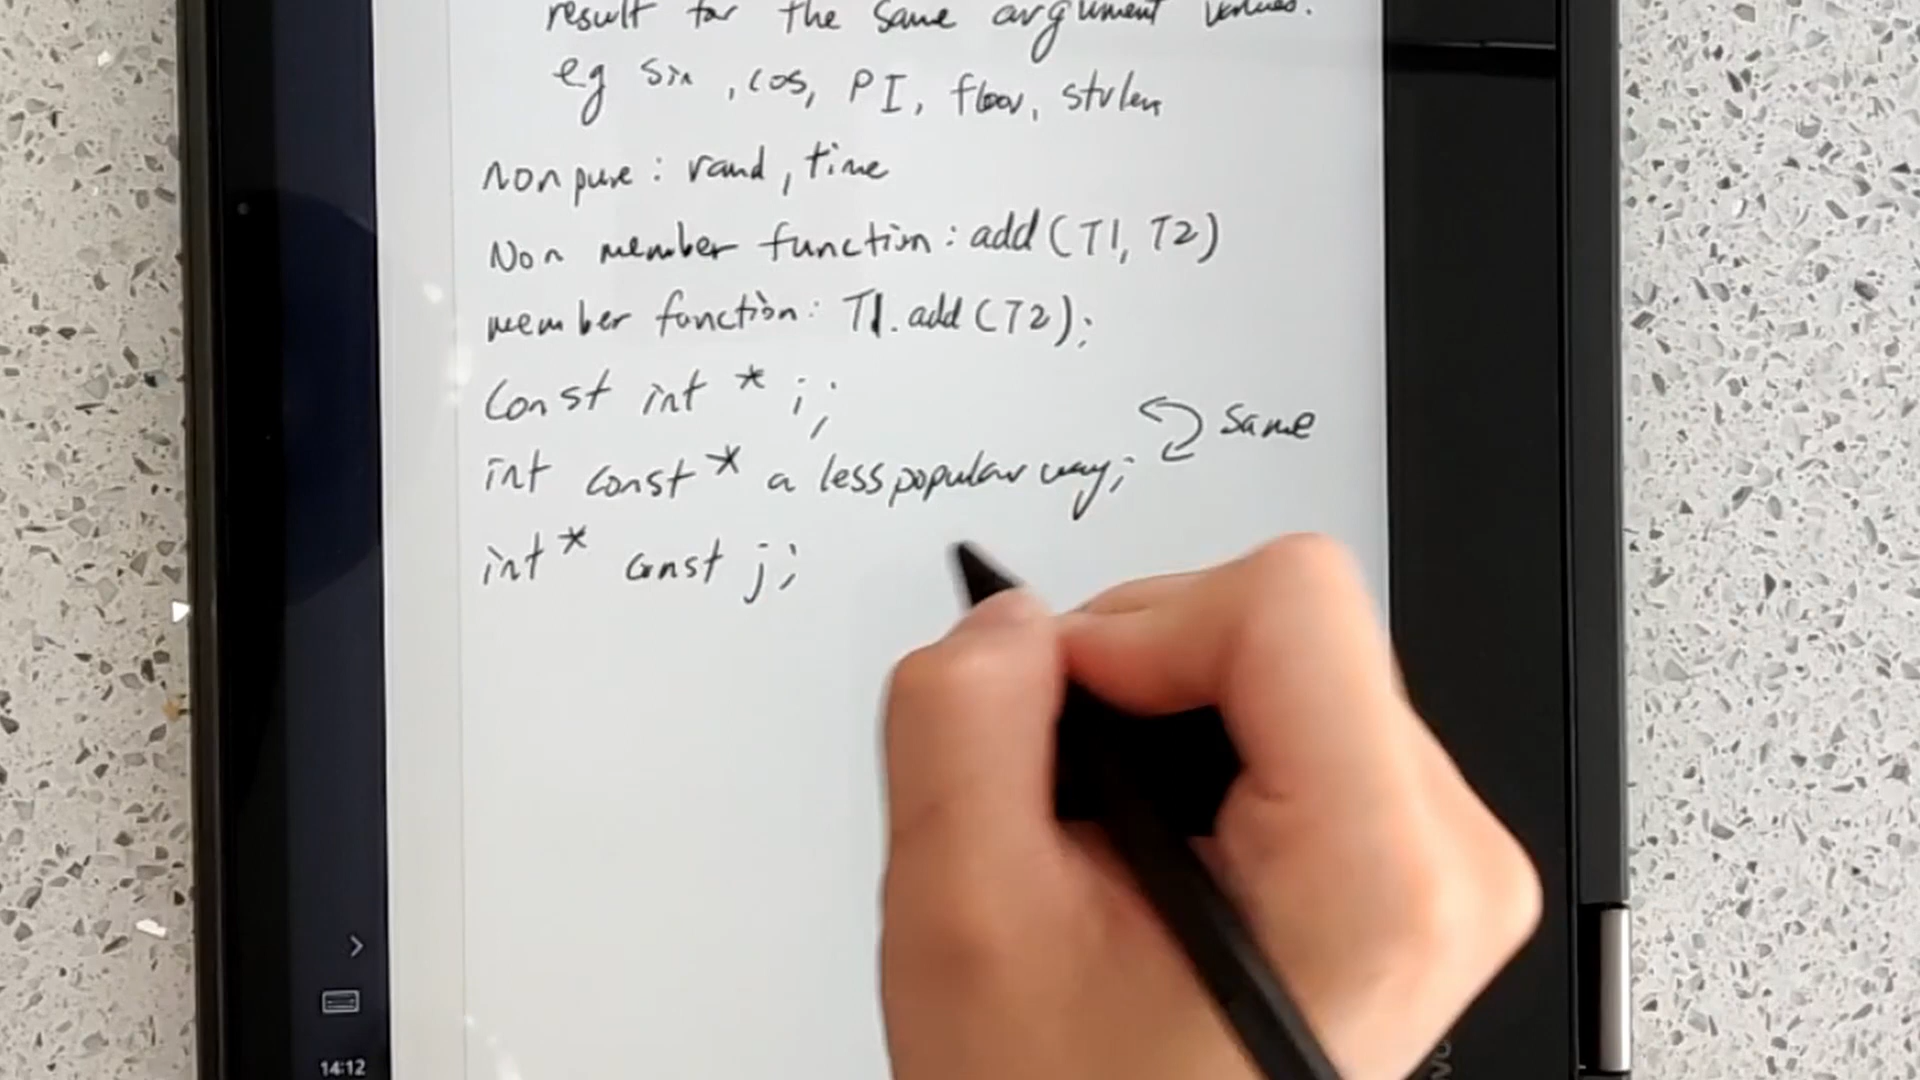 result for the same argument values.
eg sin, cos, PI, floor, strlen
Nonpure: rand, time
Non member function: add(T1, T2)
member function: T1.add(T2);
Const int * i;
int const * a less popular way;
Same
int* const j;
14:12